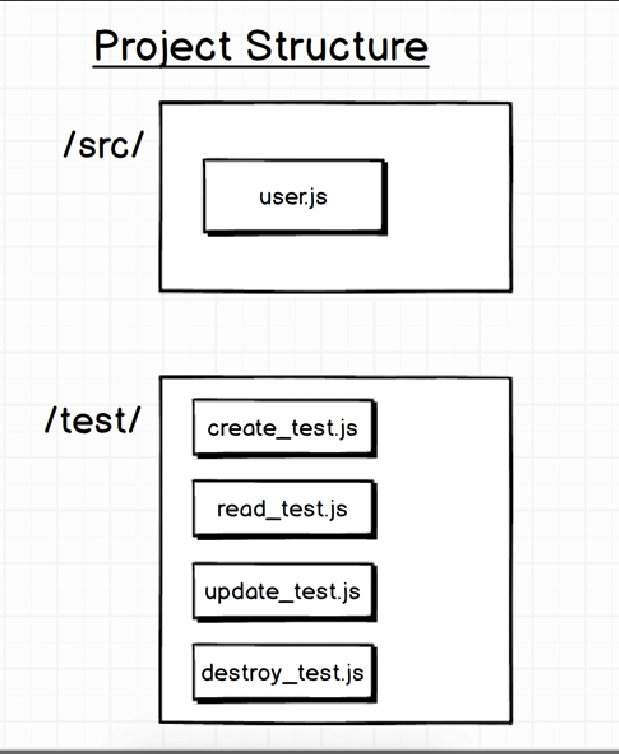 Project Structure
/src/
user.js
/test/
create_test.js
read_test.js
update_test.js
destroy_test.js